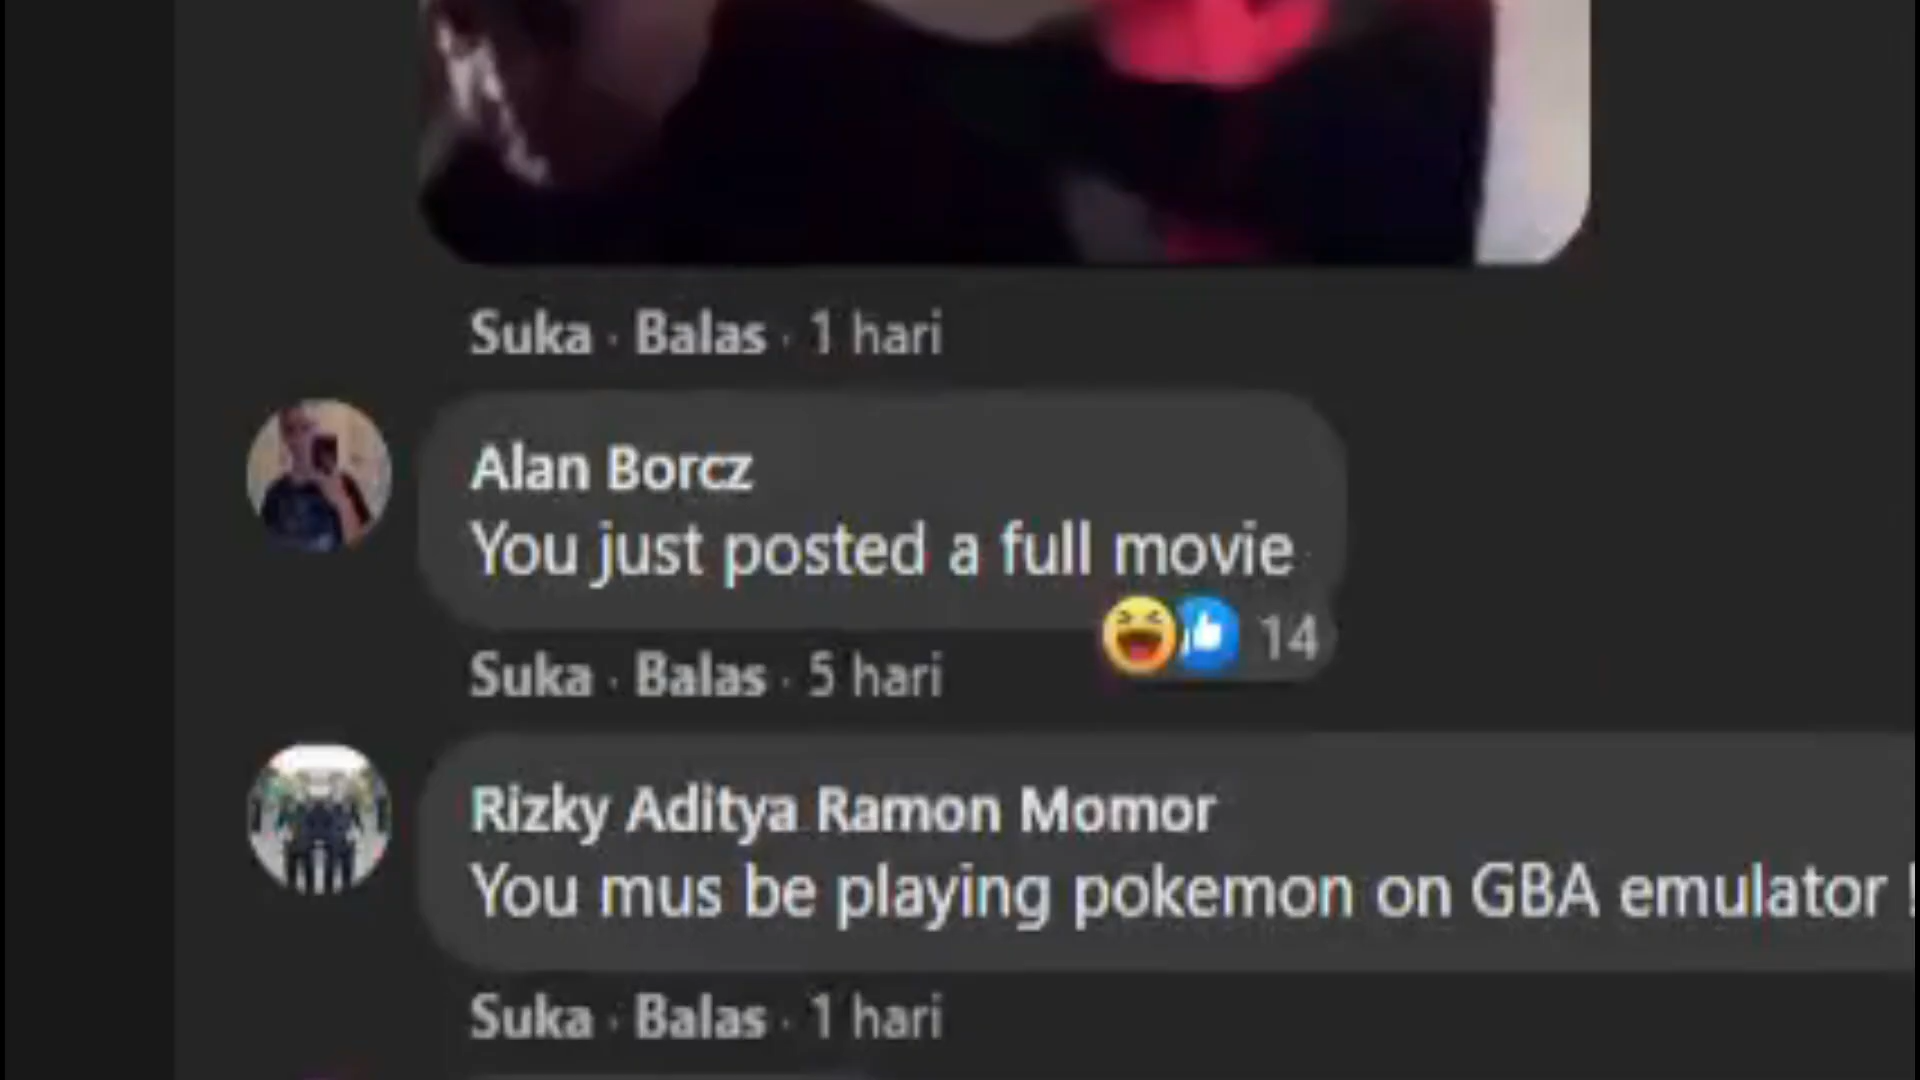 Suka · Balas · 1 hari
Alan Borcz
You just posted a full movie
14
Suka · Balas · 5 hari
Rizky Aditya Ramon Momor
You mus be playing pokemon on GBA emulator !
Suka · Balas · 1 hari